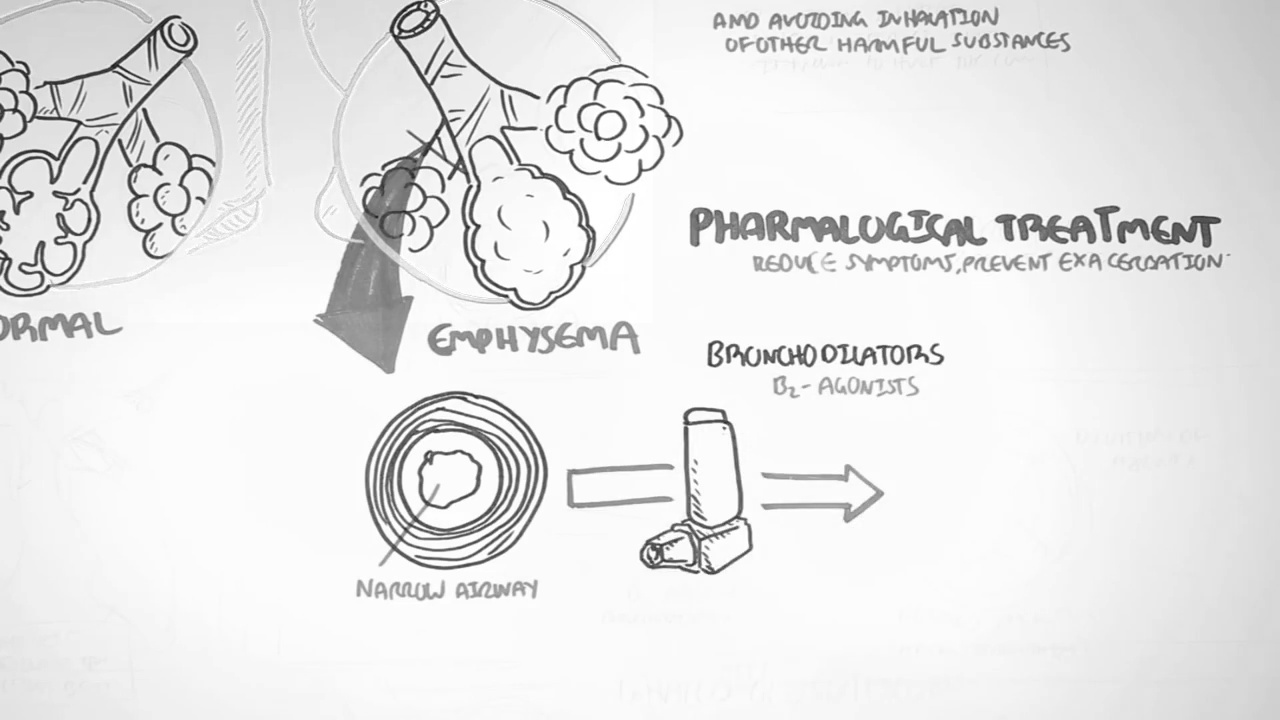 AND AVOIDING INHALATION
OF OTHER HARMFUL SUBSTANCES
PHARMALOGICAL TREATMENT
REDUCE SYMPTOMS, PREVENT EXACERBATION
ORMAL
EMPHYSEMA
BRONCHODILATORS
B2- AGONISTS
NARROW AIRWAY